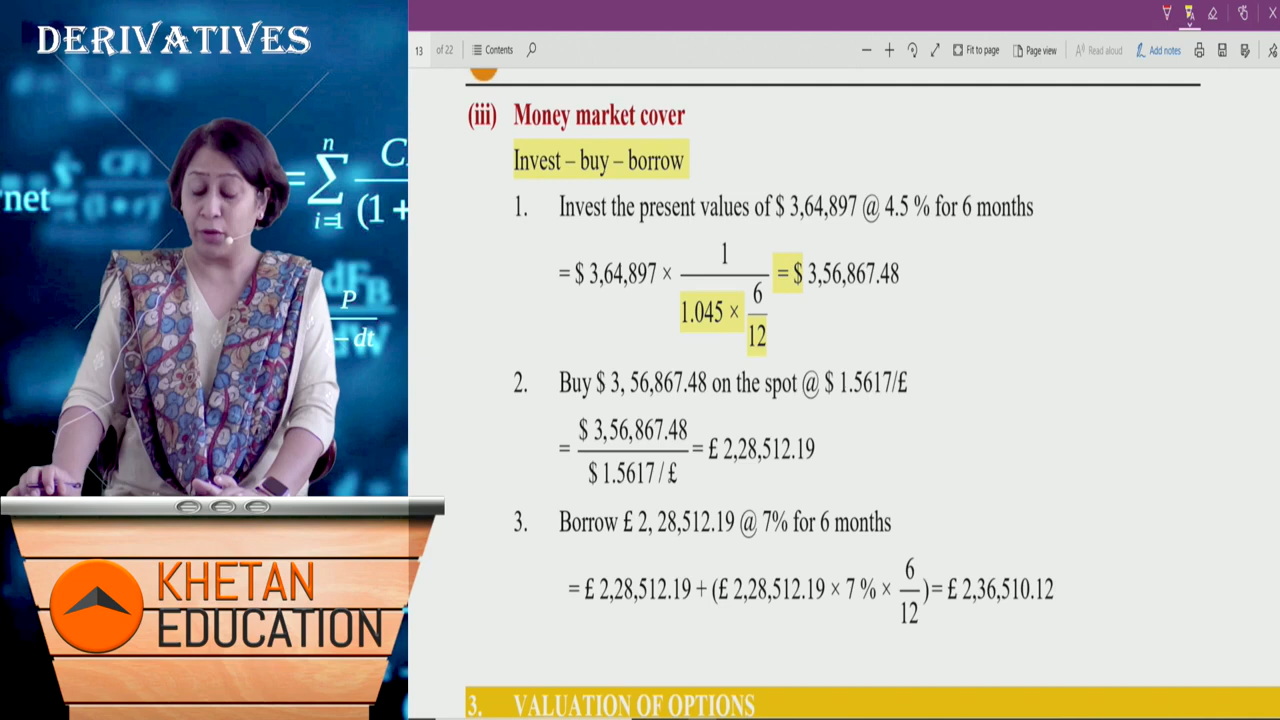 DERIVATIVES
13 of 22 Contents Fit to page Page view Read aloud Add notes
(iii) Money market cover
Invest – buy – borrow
1. Invest the present values of $ 3,64,897 @ 4.5 % for 6 months
= $ 3,64,897 × 1 / 1.045 × 6/12 = $ 3,56,867.48
2. Buy $ 3, 56,867.48 on the spot @ $ 1.5617/£
= $ 3,56,867.48 / $ 1.5617 / £ = £ 2,28,512.19
3. Borrow £ 2, 28,512.19 @ 7% for 6 months
= £ 2,28,512.19 + (£ 2,28,512.19 × 7 % × 6/12 )= £ 2,36,510.12
3. VALUATION OF OPTIONS
net
= n ∑ i=1
(1 +
P
dt
KHETAN
EDUCATION